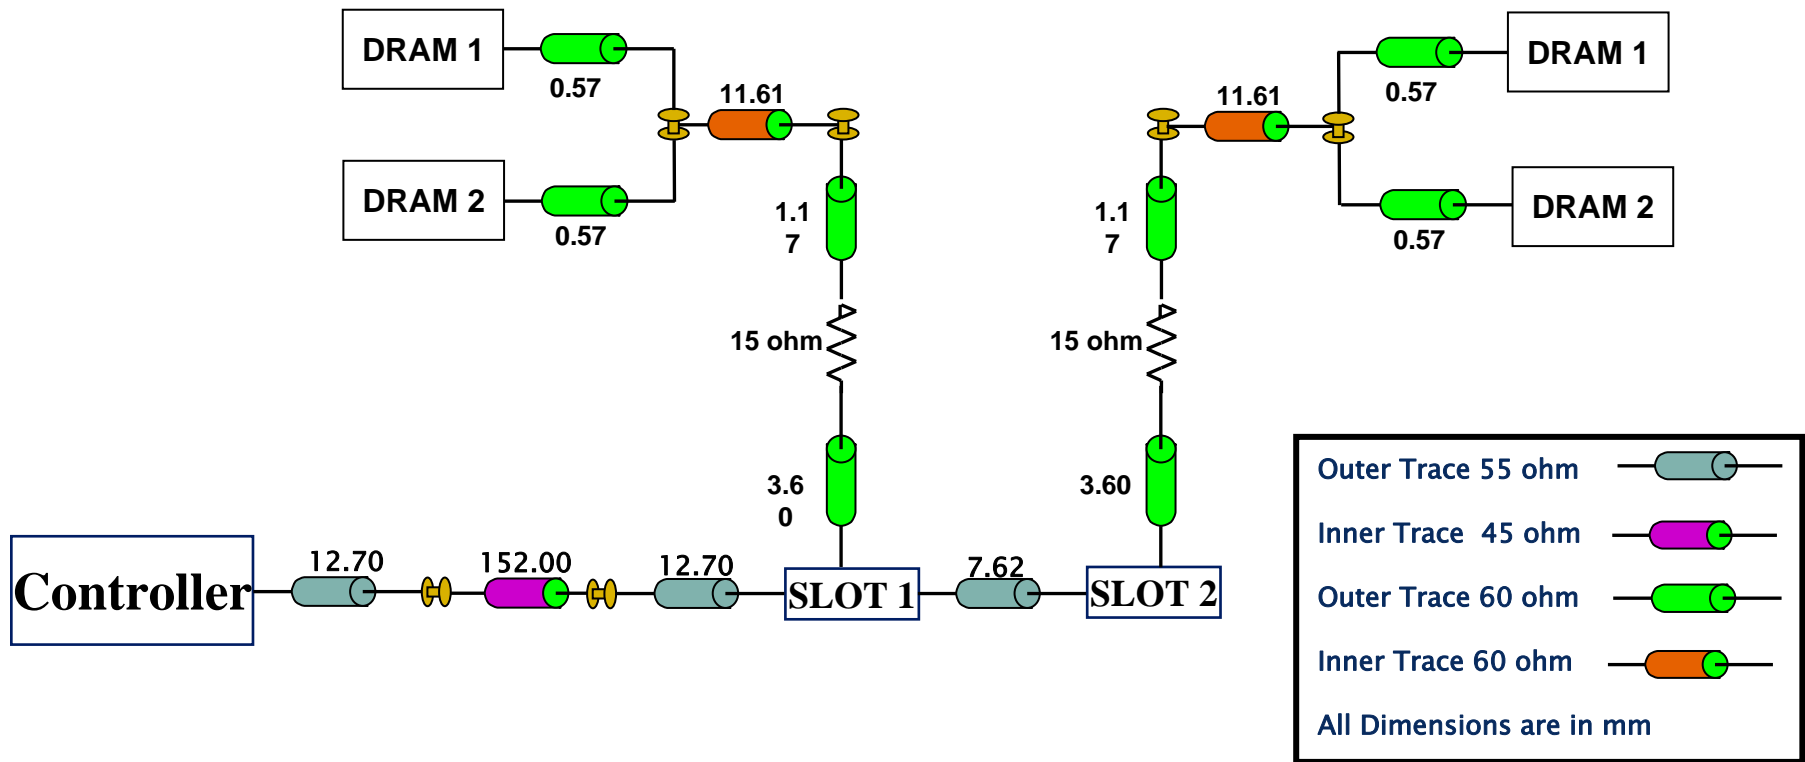 DRAM 1
0.57
11.61
DRAM 2
0.57
1.1
7
15 ohm
3.6
0
11.61
DRAM 1
0.57
1.1
7
DRAM 2
0.57
15 ohm
3.60
Controller
12.70
152.00
12.70
SLOT 1
7.62
SLOT 2
Outer Trace 55 ohm
Inner Trace  45 ohm
Outer Trace 60 ohm
Inner Trace 60 ohm
All Dimensions are in mm